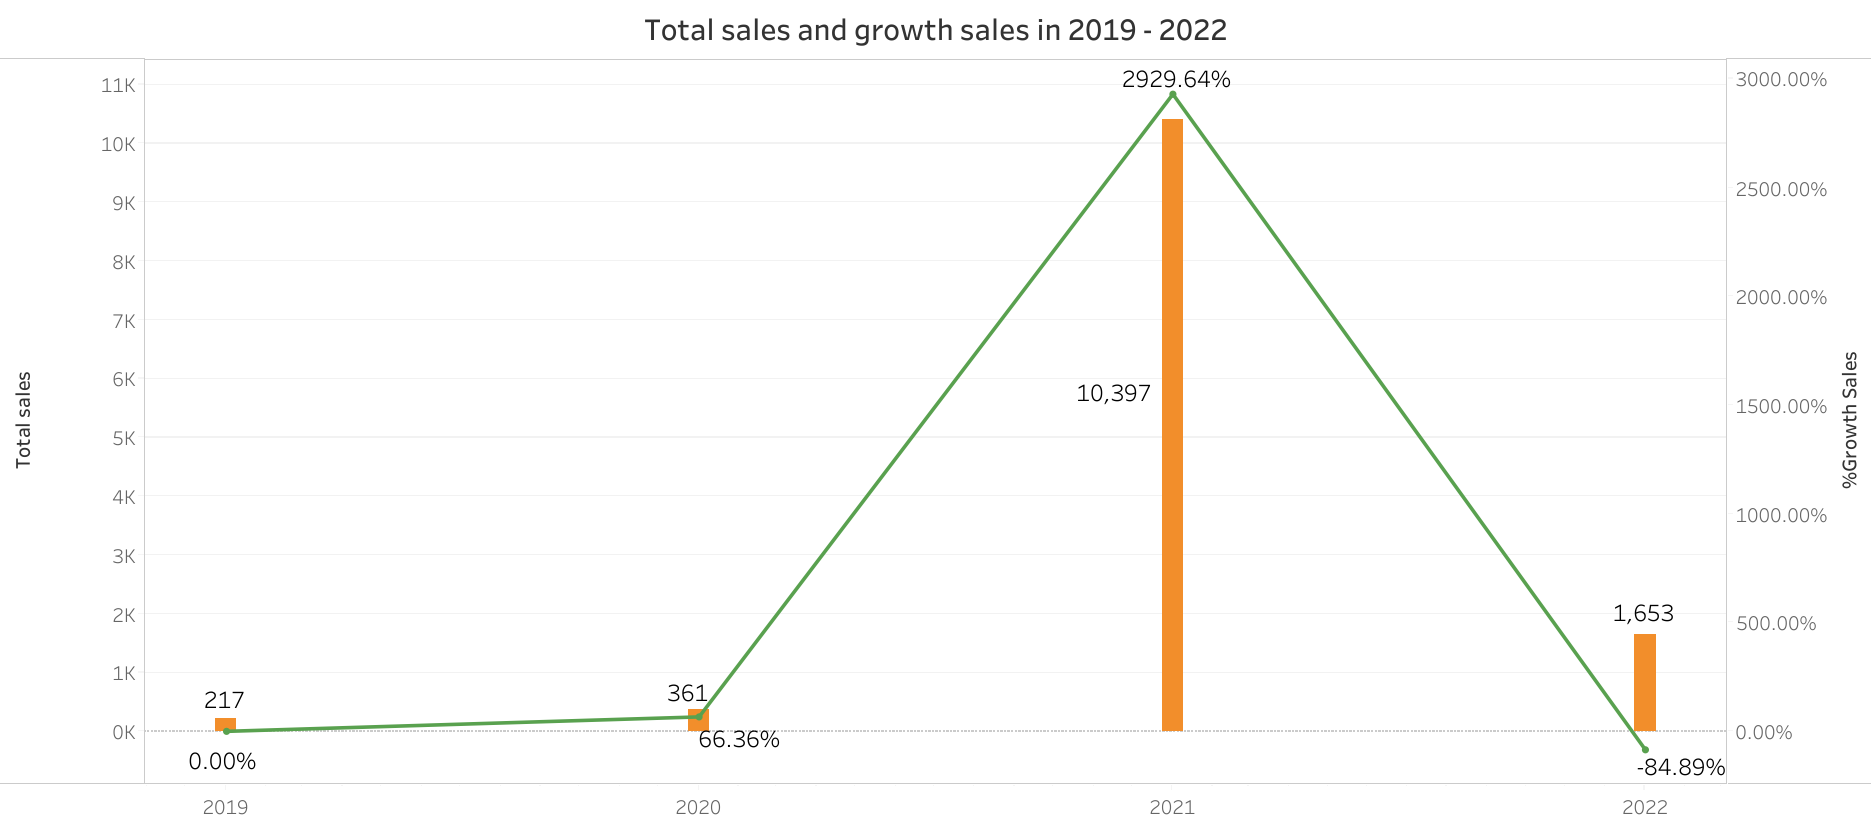 Total sales and growth sales in 2019 - 2022
Total sales
11K
10K
9K
8K
7K
6K
5K
4K
3K
2K
1K
0K
217
0.00%
361
66.36%
2929.64%
10,397
1,653
-84.89%
3000.00%
2500.00%
2000.00%
1500.00%
1000.00%
500.00%
0.00%
%Growth Sales
2019
2020
2021
2022